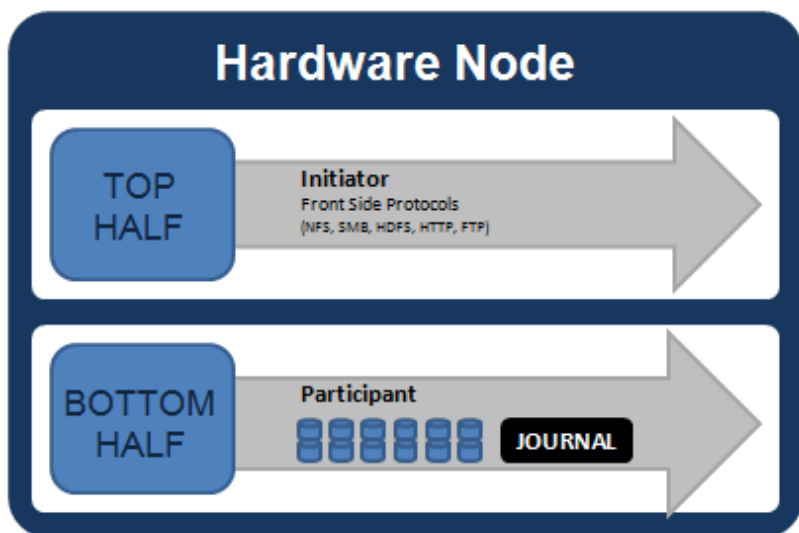 Hardware Node
TOP
HALF
Initiator
Front Side Protocols
(NFS, SMB, HDFS, HTTP, FTP)
BOTTOM
HALF
Participant
JOURNAL